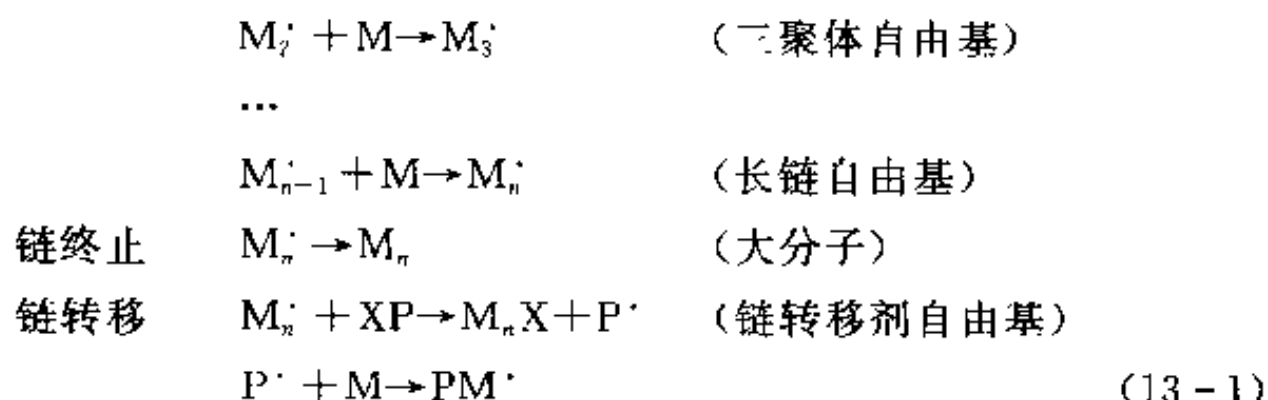 M₂· + M→M₃· （三聚体自由基）
…
Mₙ₋₁· + M→Mₙ· （长链自由基）
链终止 Mₙ·→Mₙ （大分子）
链转移 Mₙ· + XP→MₙX + P· （链转移剂自由基）
P· + M→PM· （13－1）